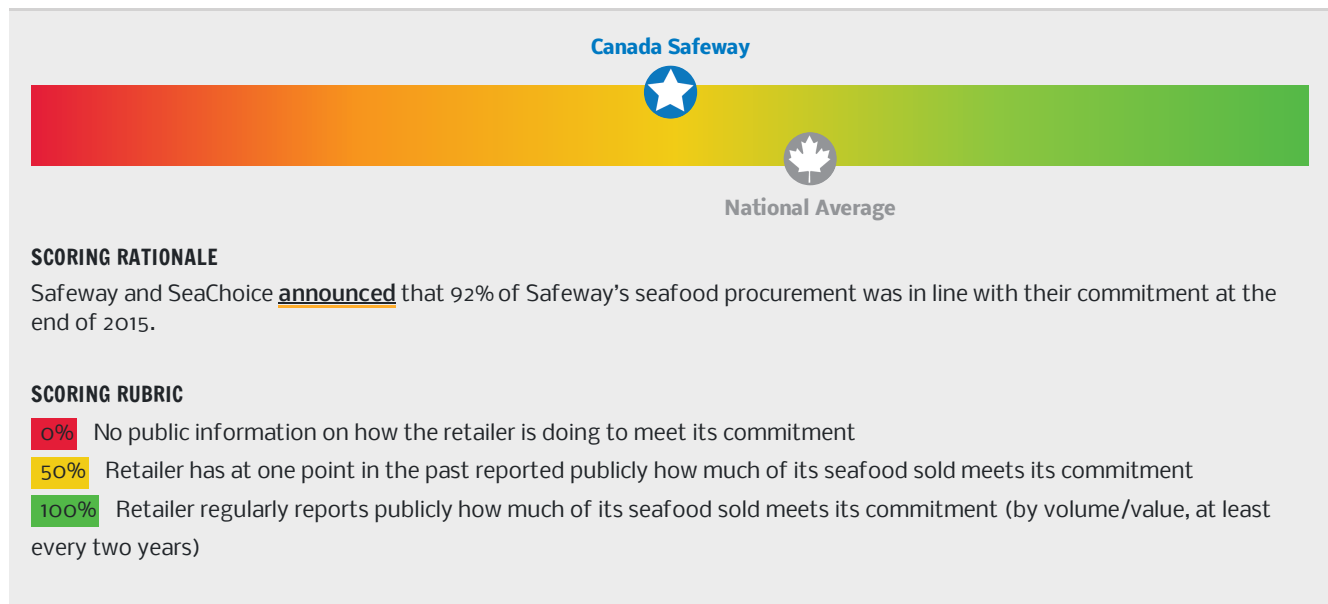 Canada Safeway
National Average
SCORING RATIONALE
Safeway and SeaChoice announced that 92% of Safeway's seafood procurement was in line with their commitment at the
end of 2015.
SCORING RUBRIC
0% No public information on how the retailer is doing to meet its commitment
50% Retailer has at one point in the past reported publicly how much of its seafood sold meets its commitment
100% Retailer regularly reports publicly how much of its seafood sold meets its commitment (by volume/value, at least
every two years)